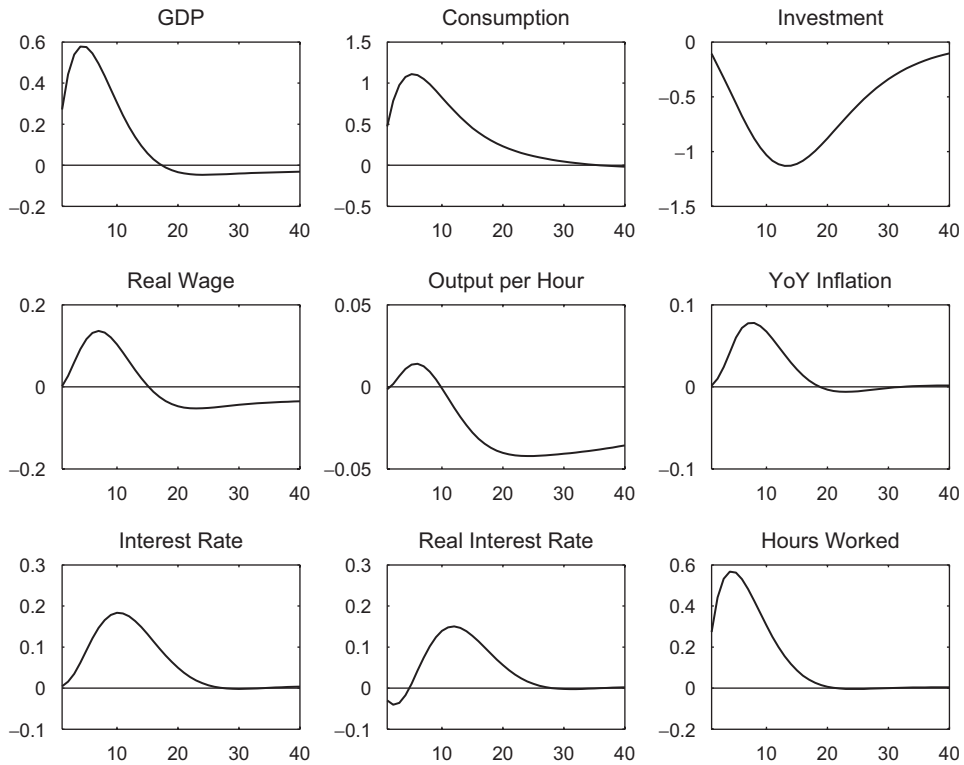 GDP
Consumption
Investment
0.6
0.4
0.2
0
−0.2
10 20 30 40
1.5
1
0.5
0
−0.5
10 20 30 40
0
−0.5
−1
−1.5
10 20 30 40
Real Wage
Output per Hour
YoY Inflation
0.2
0
−0.2
10 20 30 40
0.05
0
−0.05
10 20 30 40
0.1
0
−0.1
10 20 30 40
Interest Rate
Real Interest Rate
Hours Worked
0.3
0.2
0.1
0
−0.1
10 20 30 40
0.3
0.2
0.1
0
−0.1
10 20 30 40
0.6
0.4
0.2
0
−0.2
10 20 30 40